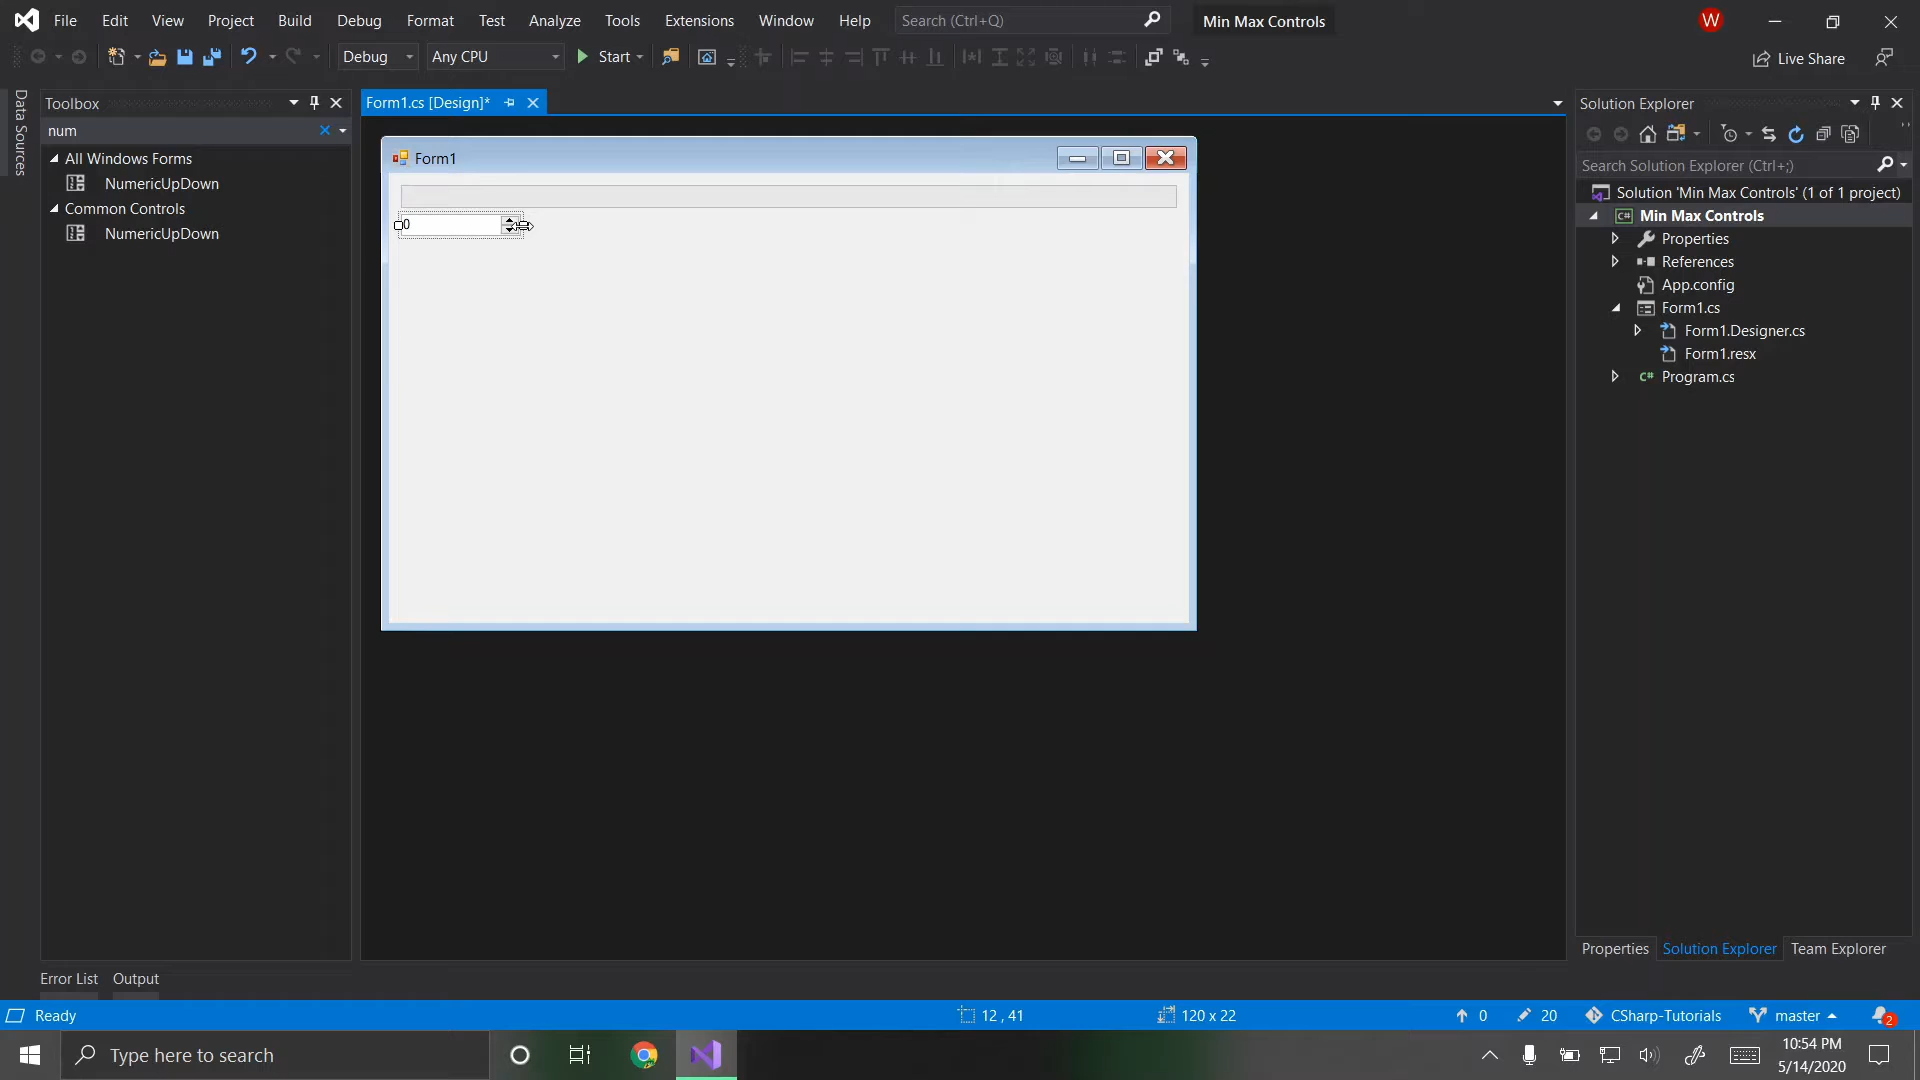 File Edit View Project Build Debug Format Test Analyze Tools Extensions Window Help Search (Ctrl+Q) Min Max Controls W
Debug Any CPU Start Live Share
Data Sources
Toolbox
num
All Windows Forms
NumericUpDown
Common Controls
NumericUpDown
Form1.cs [Design]*
Form1
0
Solution Explorer
Search Solution Explorer (Ctrl+;)
Solution 'Min Max Controls' (1 of 1 project)
Min Max Controls
Properties
References
App.config
Form1.cs
Form1.Designer.cs
Form1.resx
Program.cs
Properties Solution Explorer Team Explorer
Error List Output
Ready 12 , 41 120 x 22 0 20 CSharp-Tutorials master 2
Type here to search
10:54 PM
5/14/2020